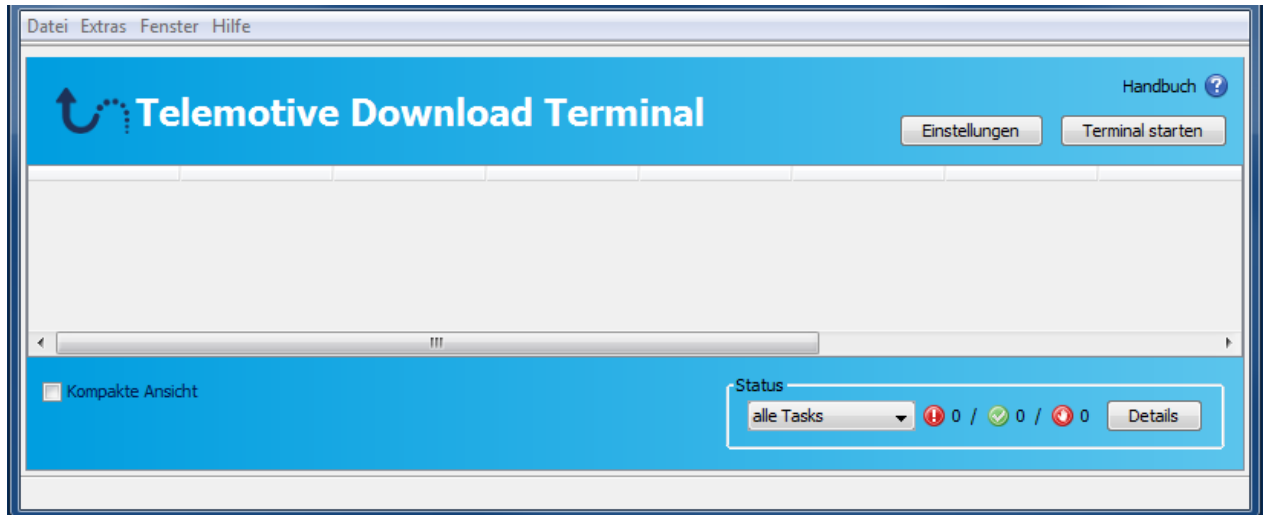 Datei Extras Fenster Hilfe
Handbuch
Telemotive Download Terminal
Einstellungen Terminal starten
Kompakte Ansicht
Status
alle Tasks 0 / 0 / 0 Details